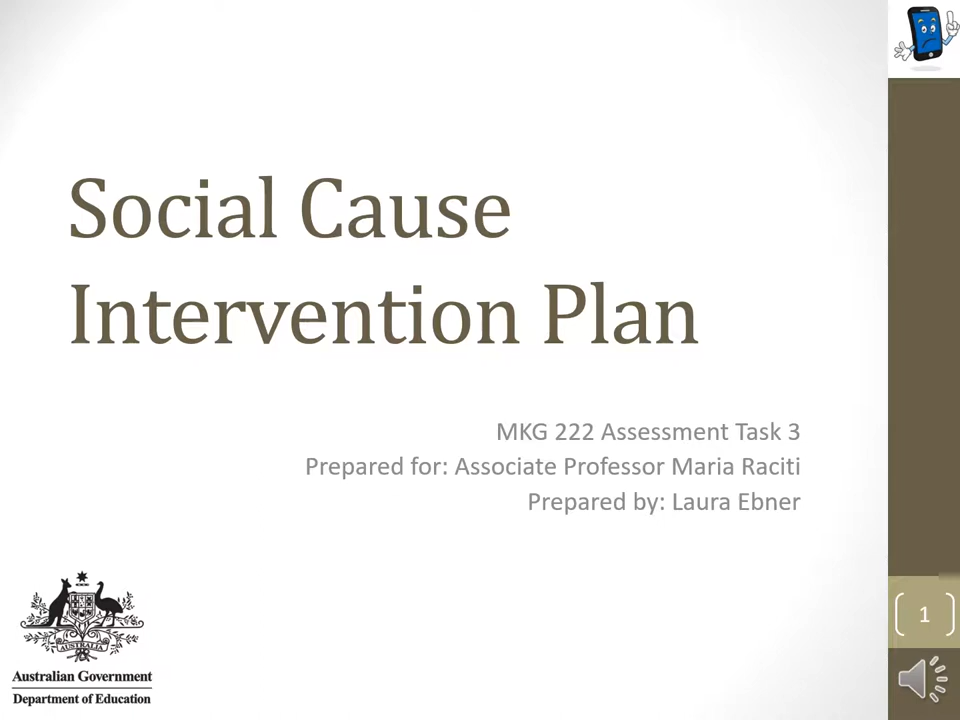 Social Cause
Intervention Plan
MKG 222 Assessment Task 3
Prepared for: Associate Professor Maria Raciti
Prepared by: Laura Ebner
AUSTRALIA
Australian Government
Department of Education
1